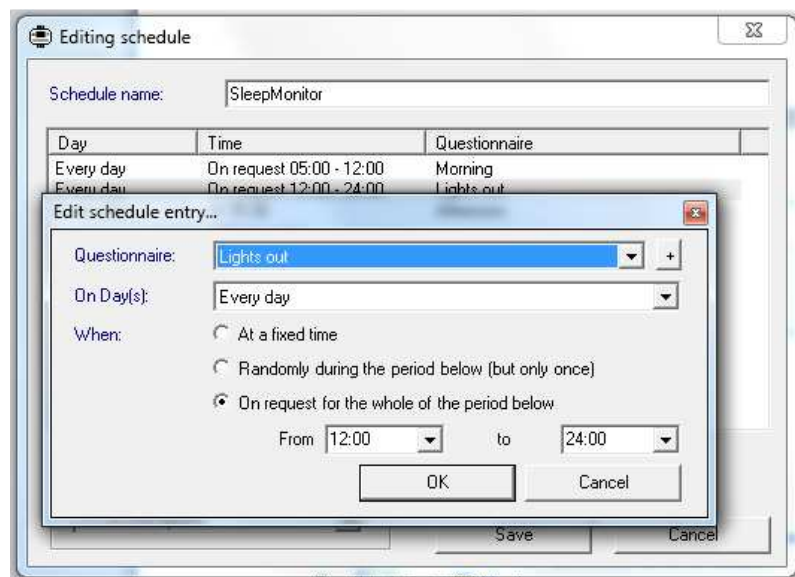 Editing schedule
Schedule name: SleepMonitor
Day Time Questionnaire
Every day On request 05:00 - 12:00 Morning
Every day On request 12:00 - 24:00 Lights out
Edit schedule entry...
Questionnaire: Lights out +
On Day(s): Every day
When: At a fixed time
Randomly during the period below (but only once)
On request for the whole of the period below
From 12:00 to 24:00
OK Cancel
Save Cancel